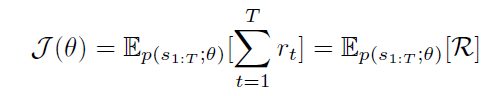 𝒥(θ) = 𝔼_{p(s_{1:T};θ)}[∑_{t=1}^{T} r_t] = 𝔼_{p(s_{1:T};θ)}[ℛ]